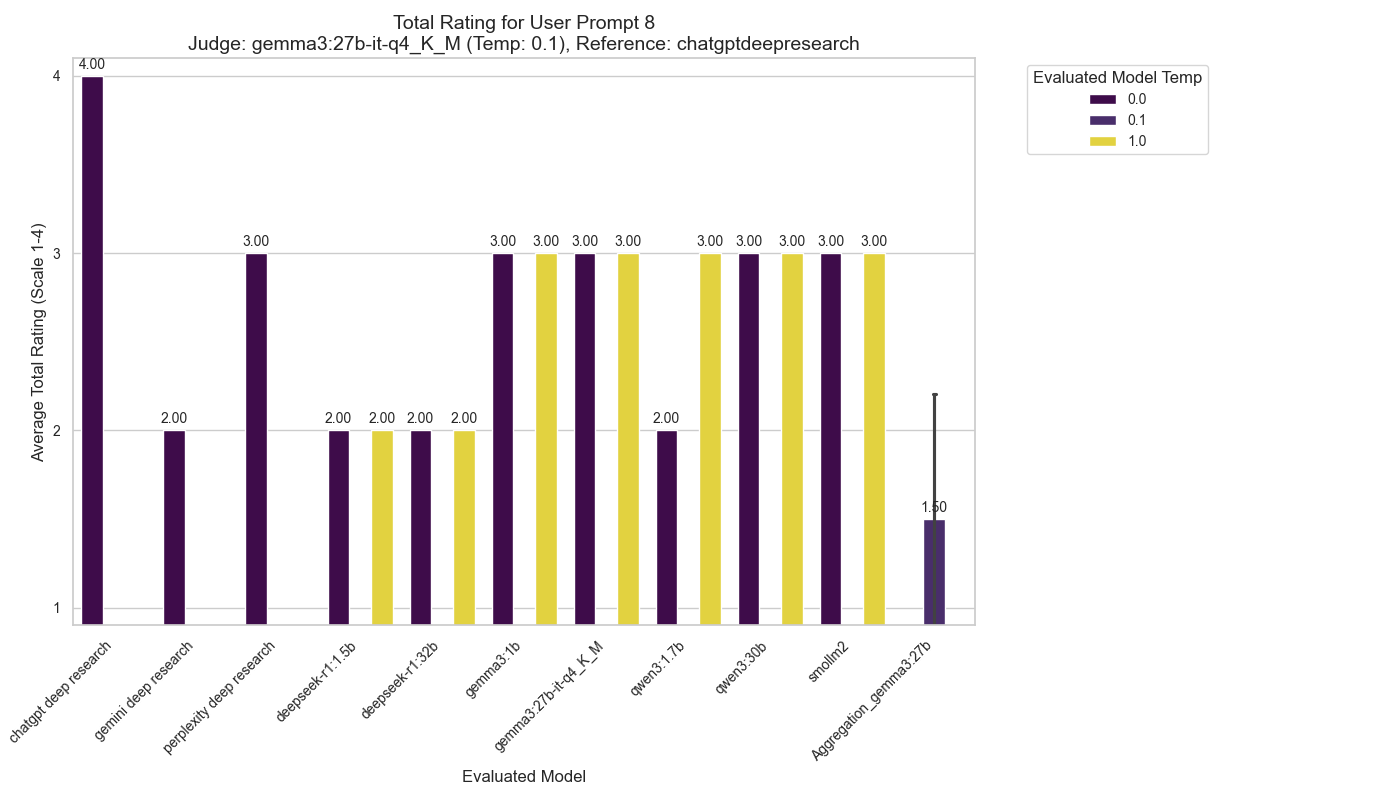 Total Rating for User Prompt 8
Judge: gemma3:27b-it-q4_K_M (Temp: 0.1), Reference: chatgptdeepresearch
Evaluated Model Temp
0.0
0.1
1.0
Average Total Rating (Scale 1-4)
4
3
2
1
4.00
2.00
3.00
2.00
2.00
2.00
2.00
3.00
3.00
3.00
3.00
2.00
3.00
3.00
3.00
3.00
3.00
1.50
chatgpt deep research
gemini deep research
perplexity deep research
deepseek-r1:1.5b
deepseek-r1:32b
gemma3:1b
gemma3:27b-it-q4_K_M
qwen3:1.7b
qwen3:30b
smollm2
Aggregation_gemma3:27b
Evaluated Model